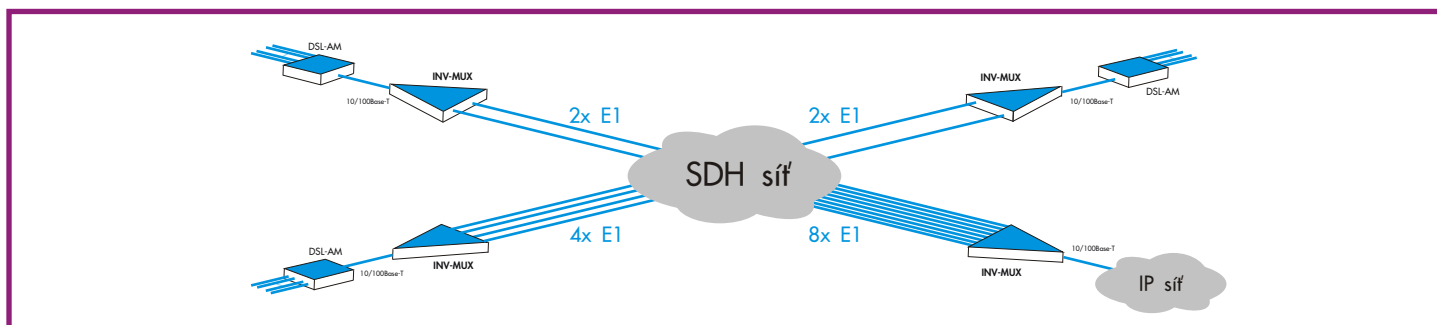 DSL-AM
INV-MUX
10/100Base-T
2x E1
2x E1
INV-MUX
10/100Base-T
DSL-AM
SDH síť
DSL-AM
10/100Base-T
INV-MUX
4x E1
8x E1
INV-MUX
10/100Base-T
IP síť